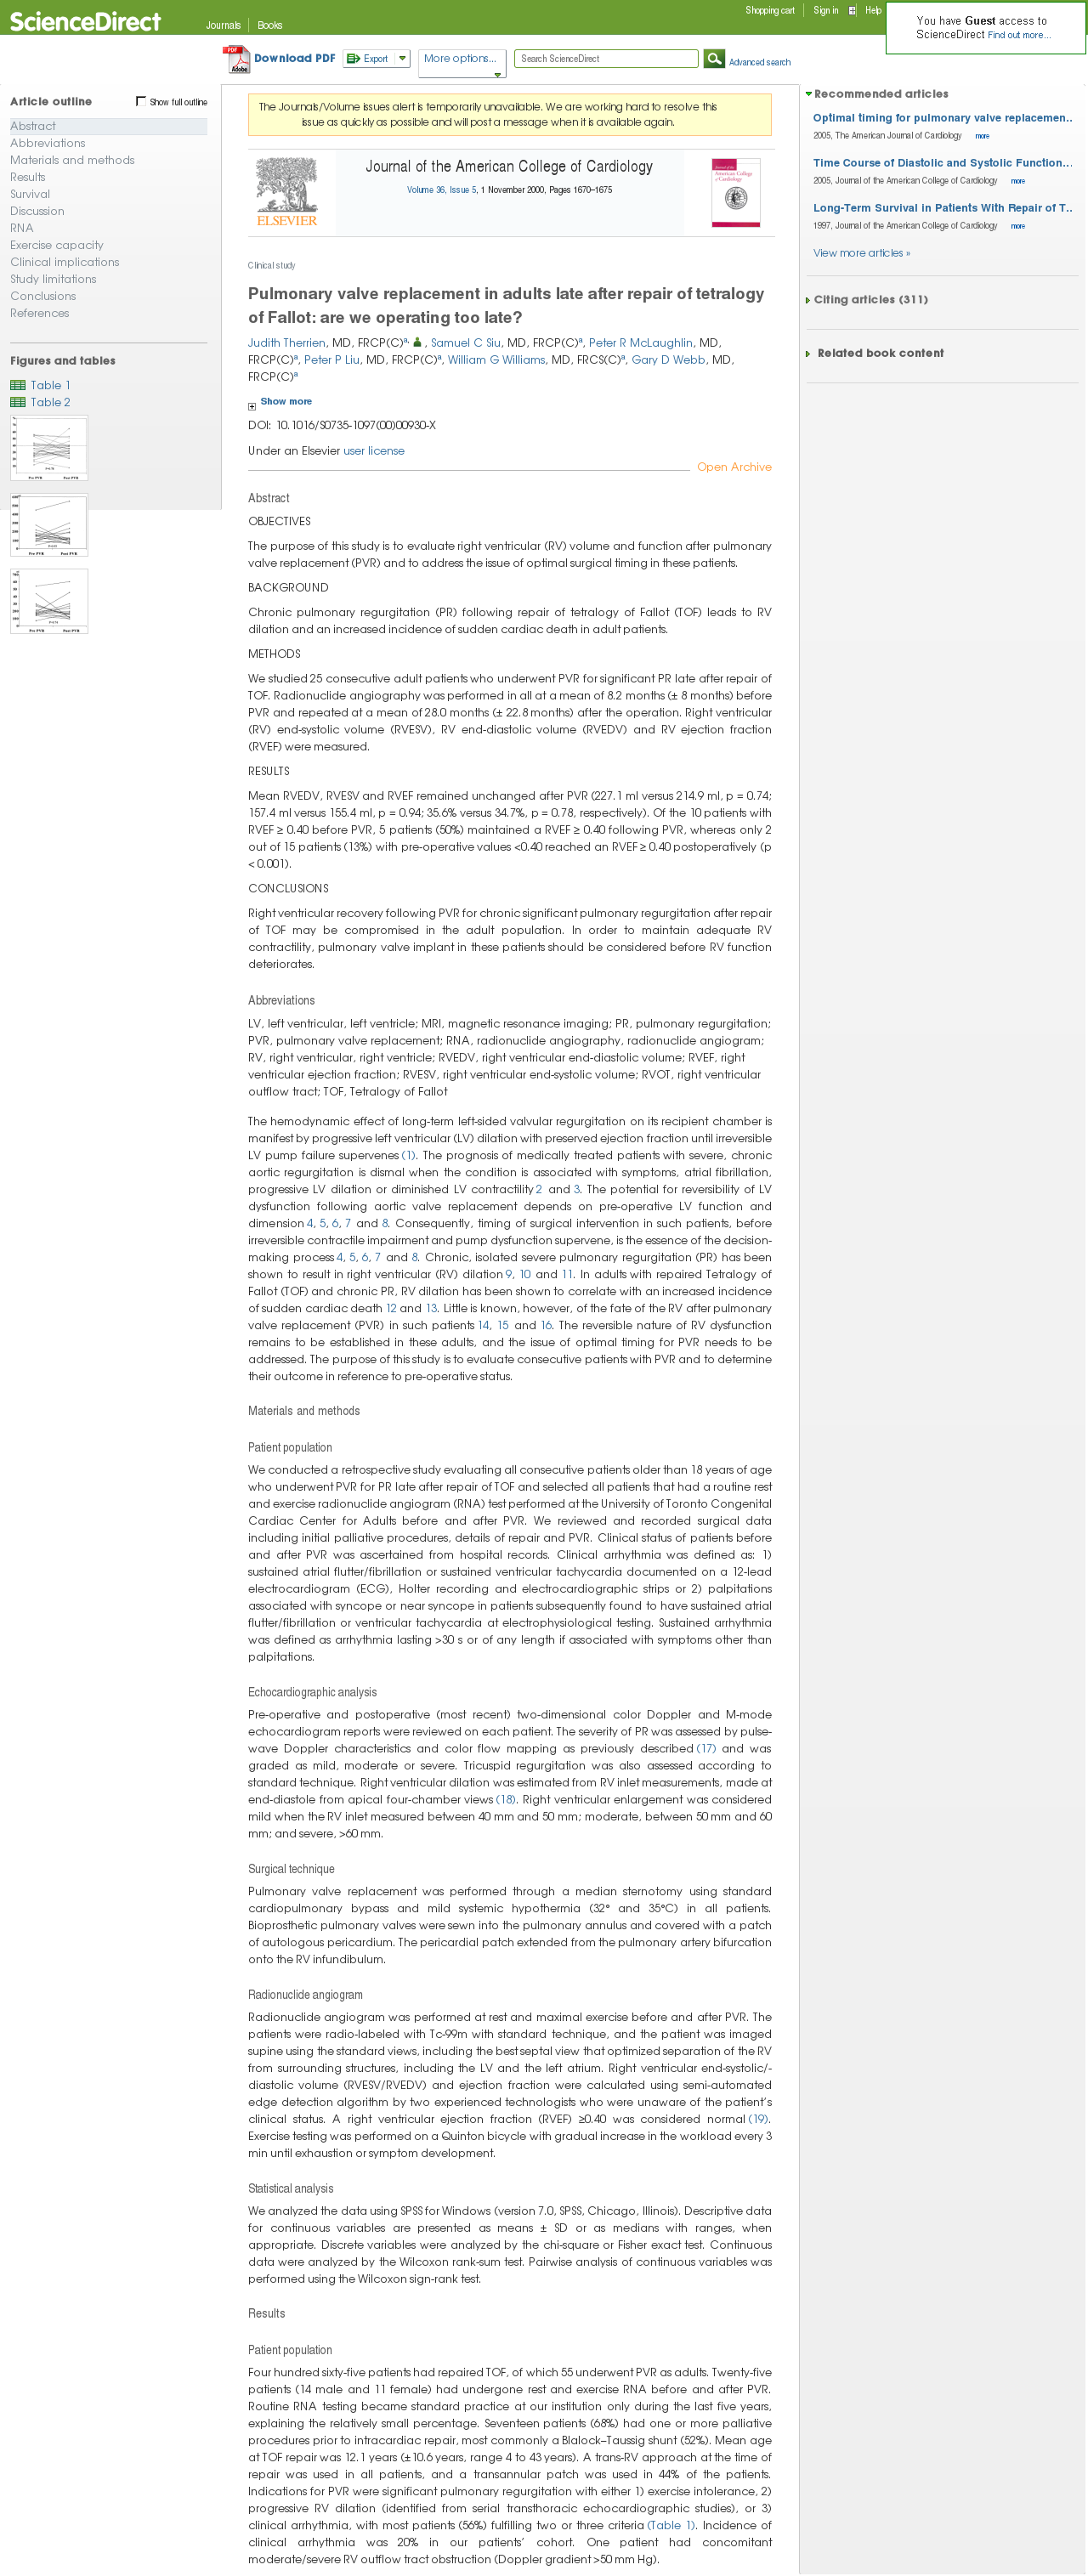 ScienceDirect
Journals
Books
Shopping cart
Sign in
Help
You have Guest access to
ScienceDirect Find out more...
Download PDF
Export
More options...
Search ScienceDirect
Advanced search
Article outline
Show full outline
Abstract
Abbreviations
Materials and methods
Results
Survival
Discussion
RNA
Exercise capacity
Clinical implications
Study limitations
Conclusions
References
Figures and tables
Table 1
Table 2
The Journals/Volume issues alert is temporarily unavailable. We are working hard to resolve this
issue as quickly as possible and will post a message when it is available again.
ELSEVIER
Journal of the American College of Cardiology
Volume 36, Issue 5, 1 November 2000, Pages 1670–1675
Clinical study
Pulmonary valve replacement in adults late after repair of tetralogy
of Fallot: are we operating too late?
Judith Therrien, MD, FRCP(C)a, , Samuel C Siu, MD, FRCP(C)a, Peter R McLaughlin, MD,
FRCP(C)a, Peter P Liu, MD, FRCP(C)a, William G Williams, MD, FRCS(C)a, Gary D Webb, MD,
FRCP(C)a
Show more
DOI: 10.1016/S0735-1097(00)00930-X
Under an Elsevier user license
Open Archive
Abstract
OBJECTIVES
The purpose of this study is to evaluate right ventricular (RV) volume and function after pulmonary
valve replacement (PVR) and to address the issue of optimal surgical timing in these patients.
BACKGROUND
Chronic pulmonary regurgitation (PR) following repair of tetralogy of Fallot (TOF) leads to RV
dilation and an increased incidence of sudden cardiac death in adult patients.
METHODS
We studied 25 consecutive adult patients who underwent PVR for significant PR late after repair of
TOF. Radionuclide angiography was performed in all at a mean of 8.2 months (± 8 months) before
PVR and repeated at a mean of 28.0 months (± 22.8 months) after the operation. Right ventricular
(RV) end-systolic volume (RVESV), RV end-diastolic volume (RVEDV) and RV ejection fraction
(RVEF) were measured.
RESULTS
Mean RVEDV, RVESV and RVEF remained unchanged after PVR (227.1 ml versus 214.9 ml, p = 0.74;
157.4 ml versus 155.4 ml, p = 0.94; 35.6% versus 34.7%, p = 0.78, respectively). Of the 10 patients with
RVEF ≥ 0.40 before PVR, 5 patients (50%) maintained a RVEF ≥ 0.40 following PVR, whereas only 2
out of 15 patients (13%) with pre-operative values <0.40 reached an RVEF ≥ 0.40 postoperatively (p
< 0.001).
CONCLUSIONS
Right ventricular recovery following PVR for chronic significant pulmonary regurgitation after repair
of TOF may be compromised in the adult population. In order to maintain adequate RV
contractility, pulmonary valve implant in these patients should be considered before RV function
deteriorates.
Abbreviations
LV, left ventricular, left ventricle; MRI, magnetic resonance imaging; PR, pulmonary regurgitation;
PVR, pulmonary valve replacement; RNA, radionuclide angiography, radionuclide angiogram;
RV, right ventricular, right ventricle; RVEDV, right ventricular end-diastolic volume; RVEF, right
ventricular ejection fraction; RVESV, right ventricular end-systolic volume; RVOT, right ventricular
outflow tract; TOF, Tetralogy of Fallot
The hemodynamic effect of long-term left-sided valvular regurgitation on its recipient chamber is
manifest by progressive left ventricular (LV) dilation with preserved ejection fraction until irreversible
LV pump failure supervenes (1). The prognosis of medically treated patients with severe, chronic
aortic regurgitation is dismal when the condition is associated with symptoms, atrial fibrillation,
progressive LV dilation or diminished LV contractility 2 and 3. The potential for reversibility of LV
dysfunction following aortic valve replacement depends on pre-operative LV function and
dimension 4, 5, 6, 7 and 8. Consequently, timing of surgical intervention in such patients, before
irreversible contractile impairment and pump dysfunction supervene, is the essence of the decision-
making process 4, 5, 6, 7 and 8. Chronic, isolated severe pulmonary regurgitation (PR) has been
shown to result in right ventricular (RV) dilation 9, 10 and 11. In adults with repaired Tetralogy of
Fallot (TOF) and chronic PR, RV dilation has been shown to correlate with an increased incidence
of sudden cardiac death 12 and 13. Little is known, however, of the fate of the RV after pulmonary
valve replacement (PVR) in such patients 14, 15 and 16. The reversible nature of RV dysfunction
remains to be established in these adults, and the issue of optimal timing for PVR needs to be
addressed. The purpose of this study is to evaluate consecutive patients with PVR and to determine
their outcome in reference to pre-operative status.
Materials and methods
Patient population
We conducted a retrospective study evaluating all consecutive patients older than 18 years of age
who underwent PVR for PR late after repair of TOF and selected all patients that had a routine rest
and exercise radionuclide angiogram (RNA) test performed at the University of Toronto Congenital
Cardiac Center for Adults before and after PVR. We reviewed and recorded surgical data
including initial palliative procedures, details of repair and PVR. Clinical status of patients before
and after PVR was ascertained from hospital records. Clinical arrhythmia was defined as: 1)
sustained atrial flutter/fibrillation or sustained ventricular tachycardia documented on a 12-lead
electrocardiogram (ECG), Holter recording and electrocardiographic strips or 2) palpitations
associated with syncope or near syncope in patients subsequently found to have sustained atrial
flutter/fibrillation or ventricular tachycardia at electrophysiological testing. Sustained arrhythmia
was defined as arrhythmia lasting >30 s or of any length if associated with symptoms other than
palpitations.
Echocardiographic analysis
Pre-operative and postoperative (most recent) two-dimensional color Doppler and M-mode
echocardiogram reports were reviewed on each patient. The severity of PR was assessed by pulse-
wave Doppler characteristics and color flow mapping as previously described (17) and was
graded as mild, moderate or severe. Tricuspid regurgitation was also assessed according to
standard technique. Right ventricular dilation was estimated from RV inlet measurements, made at
end-diastole from apical four-chamber views (18). Right ventricular enlargement was considered
mild when the RV inlet measured between 40 mm and 50 mm; moderate, between 50 mm and 60
mm; and severe, >60 mm.
Surgical technique
Pulmonary valve replacement was performed through a median sternotomy using standard
cardiopulmonary bypass and mild systemic hypothermia (32° and 35°C) in all patients.
Bioprosthetic pulmonary valves were sewn into the pulmonary annulus and covered with a patch
of autologous pericardium. The pericardial patch extended from the pulmonary artery bifurcation
onto the RV infundibulum.
Radionuclide angiogram
Radionuclide angiogram was performed at rest and maximal exercise before and after PVR. The
patients were radio-labeled with Tc-99m with standard technique, and the patient was imaged
supine using the standard views, including the best septal view that optimized separation of the RV
from surrounding structures, including the LV and the left atrium. Right ventricular end-systolic/-
diastolic volume (RVESV/RVEDV) and ejection fraction were calculated using semi-automated
edge detection algorithm by two experienced technologists who were unaware of the patient's
clinical status. A right ventricular ejection fraction (RVEF) ≥0.40 was considered normal (19).
Exercise testing was performed on a Quinton bicycle with gradual increase in the workload every 3
min until exhaustion or symptom development.
Statistical analysis
We analyzed the data using SPSS for Windows (version 7.0, SPSS, Chicago, Illinois). Descriptive data
for continuous variables are presented as means ± SD or as medians with ranges, when
appropriate. Discrete variables were analyzed by the chi-square or Fisher exact test. Continuous
data were analyzed by the Wilcoxon rank-sum test. Pairwise analysis of continuous variables was
performed using the Wilcoxon sign-rank test.
Results
Patient population
Four hundred sixty-five patients had repaired TOF, of which 55 underwent PVR as adults. Twenty-five
patients (14 male and 11 female) had undergone rest and exercise RNA before and after PVR.
Routine RNA testing became standard practice at our institution only during the last five years,
explaining the relatively small percentage. Seventeen patients (68%) had one or more palliative
procedures prior to intracardiac repair, most commonly a Blalock–Taussig shunt (52%). Mean age
at TOF repair was 12.1 years (±10.6 years, range 4 to 43 years). A trans-RV approach at the time of
repair was used in all patients, and a transannular patch was used in 44% of the patients.
Indications for PVR were significant pulmonary regurgitation with either 1) exercise intolerance, 2)
progressive RV dilation (identified from serial transthoracic echocardiographic studies), or 3)
clinical arrhythmia, with most patients (56%) fulfilling two or three criteria (Table 1). Incidence of
clinical arrhythmia was 20% in our patients' cohort. One patient had concomitant
moderate/severe RV outflow tract obstruction (Doppler gradient >50 mm Hg).
Recommended articles
Optimal timing for pulmonary valve replacemen...
2005, The American Journal of Cardiology more
Time Course of Diastolic and Systolic Function...
2005, Journal of the American College of Cardiology more
Long-Term Survival in Patients With Repair of T...
1997, Journal of the American College of Cardiology more
View more articles »
Citing articles (311)
Related book content